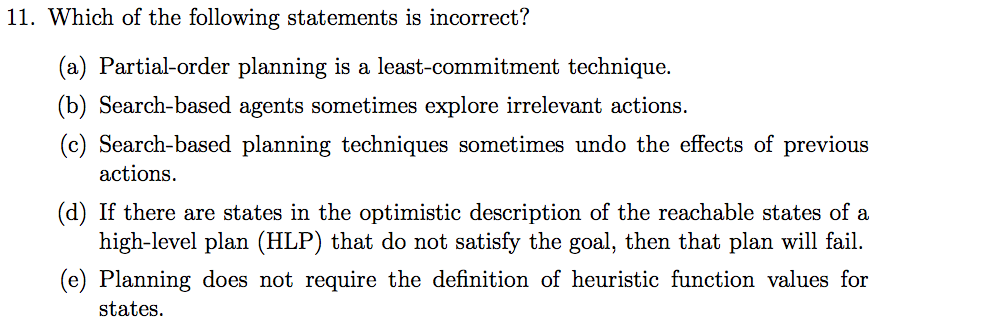 11. Which of the following statements is incorrect?
(a) Partial-order planning is a least-commitment technique.
(b) Search-based agents sometimes explore irrelevant actions.
(c) Search-based planning techniques sometimes undo the effects of previous
actions.
(d) If there are states in the optimistic description of the reachable states of a
high-level plan (HLP) that do not satisfy the goal, then that plan will fail.
(e) Planning does not require the definition of heuristic function values for
states.